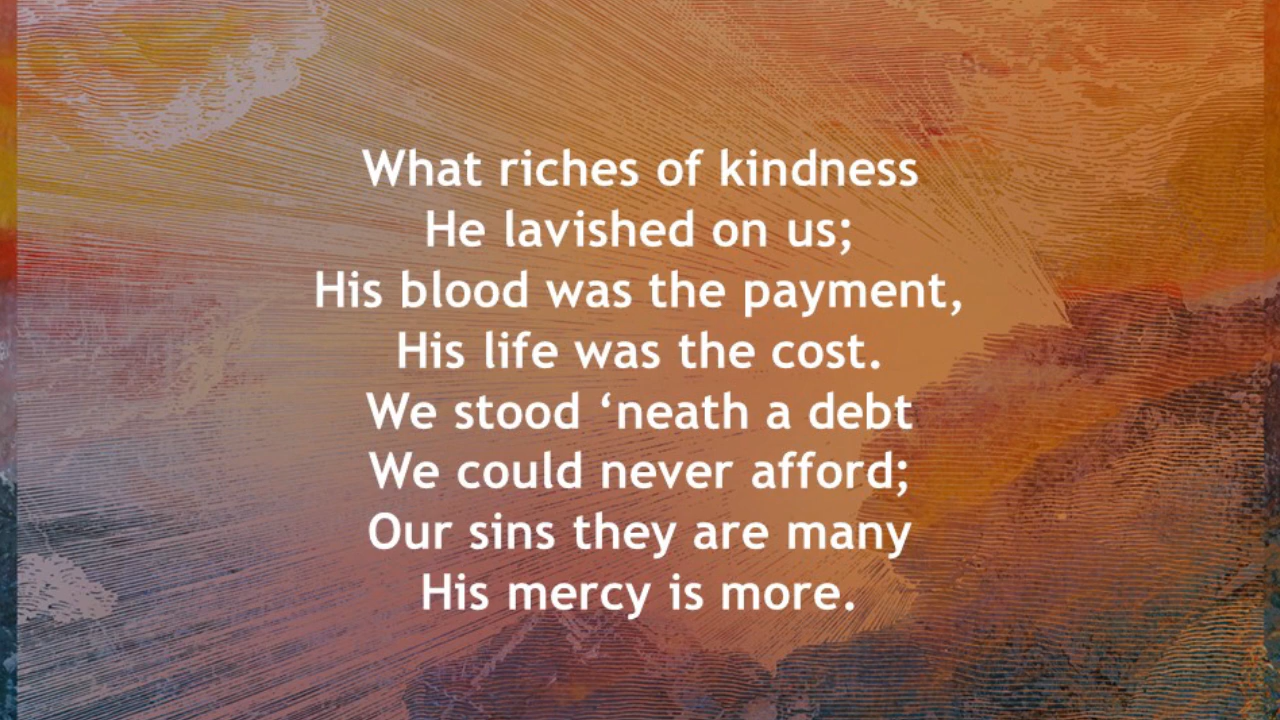 What riches of kindness
He lavished on us;
His blood was the payment,
His life was the cost.
We stood ‘neath a debt
We could never afford;
Our sins they are many
His mercy is more.